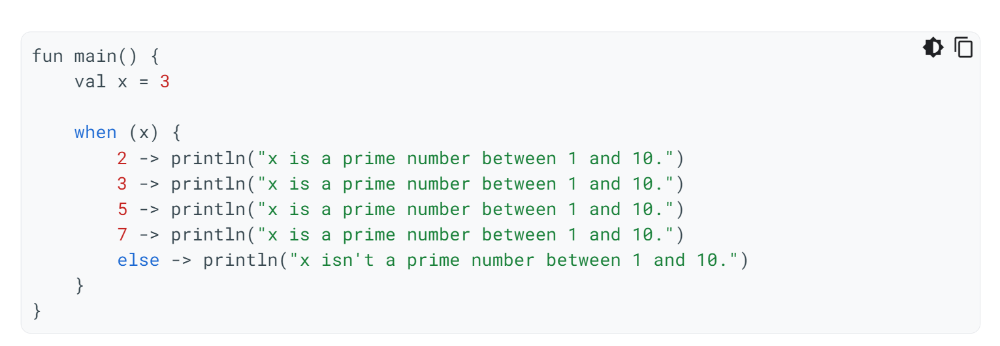 fun main() {
    val x = 3

    when (x) {
        2 -> println("x is a prime number between 1 and 10.")
        3 -> println("x is a prime number between 1 and 10.")
        5 -> println("x is a prime number between 1 and 10.")
        7 -> println("x is a prime number between 1 and 10.")
        else -> println("x isn't a prime number between 1 and 10.")
    }
}